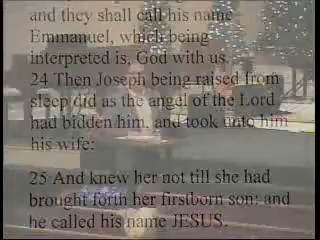 and they shall call his name
Emmanuel, which being
interpreted is, God with us.
24 Then Joseph being raised from
sleep did as the angel of the Lord
had bidden him, and took unto him
his wife:
25 And knew her not till she had
brought forth her firstborn son: and
he called his name JESUS.